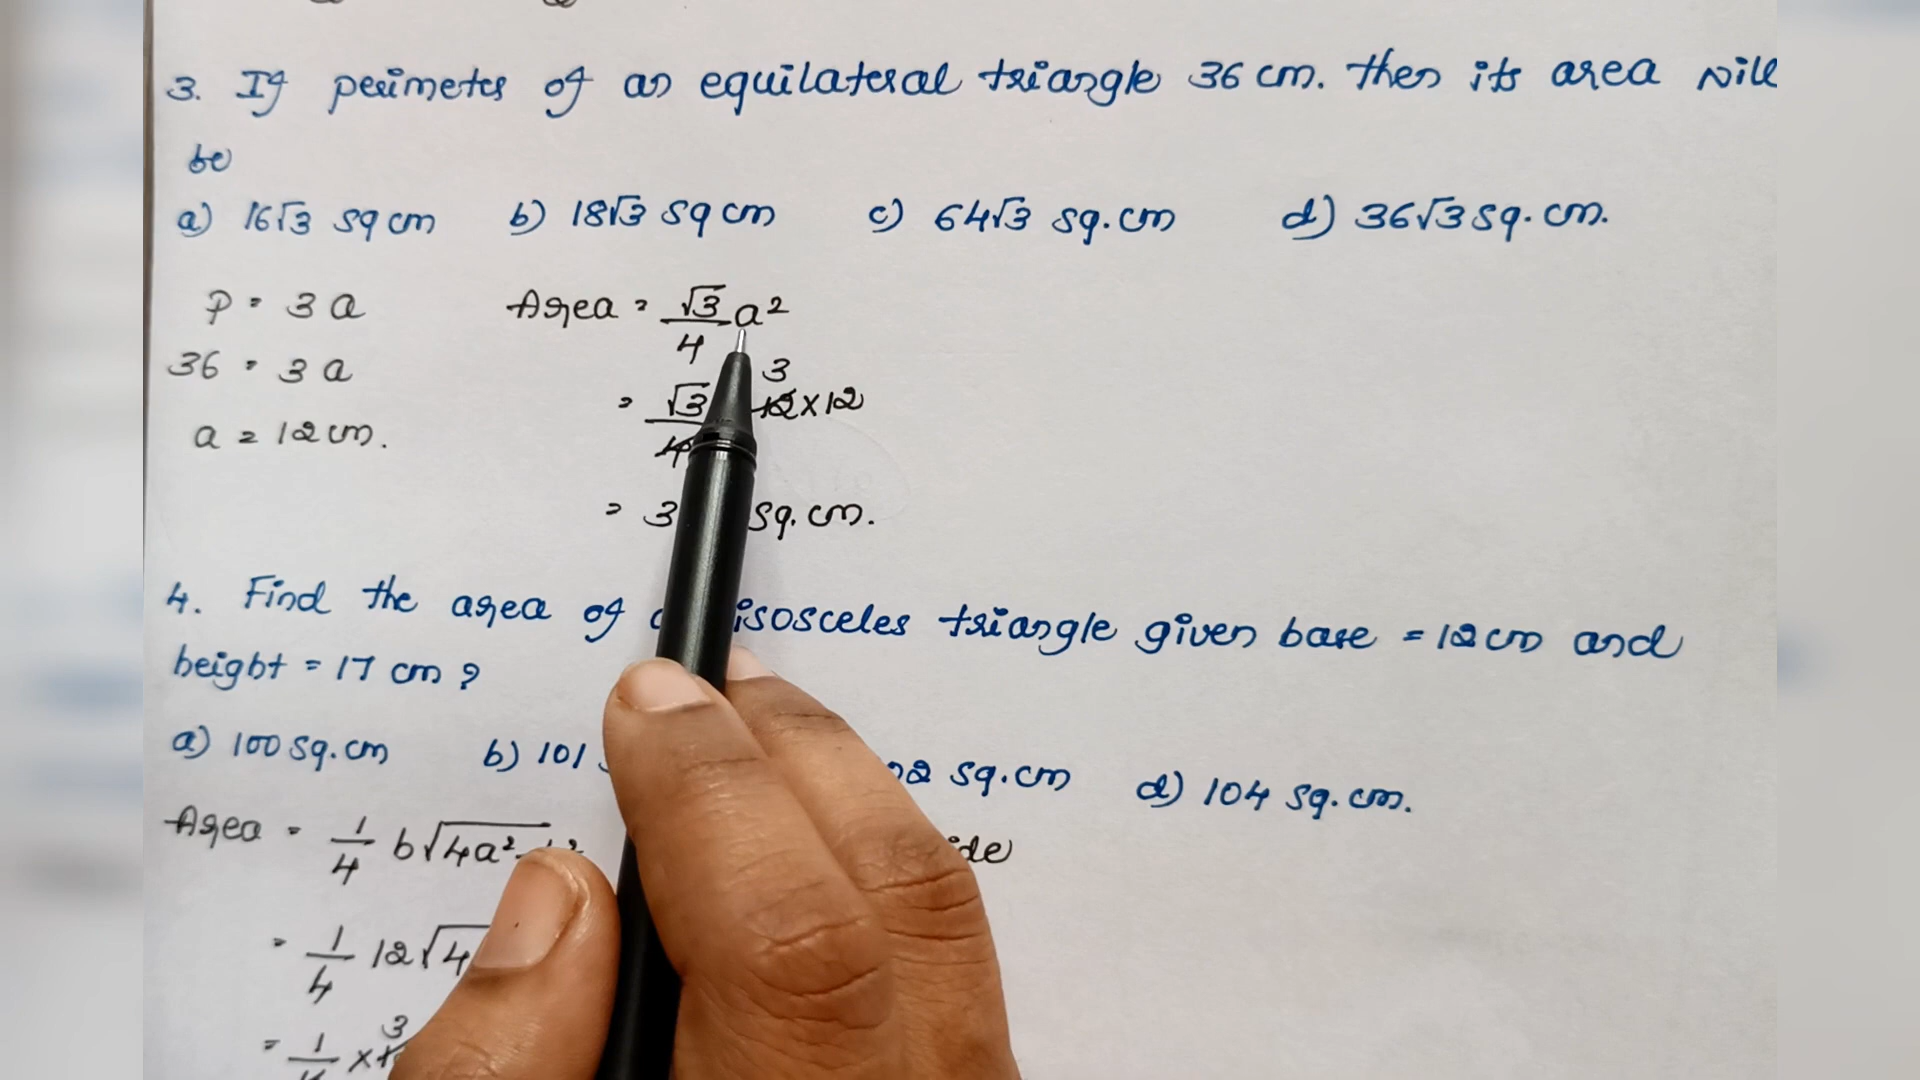 3. If perimeter of an equilateral triangle 36 cm. then its area will
be
a) 16√3 sq cm b) 18√3 sq cm c) 64√3 sq. cm d) 36√3 sq. cm.
P = 3a Area = √3/4 a²
36 = 3a = √3/4 12 × 12 3
a = 12 cm.
= 3 sq. cm.
4. Find the area of isosceles triangle given base = 12 cm and
height = 17 cm ?
a) 100 sq. cm b) 101 sq. cm d) 104 sq. cm.
Area = 1/4 b√4a²-
= 1/4 12√4
= 1/ × 3